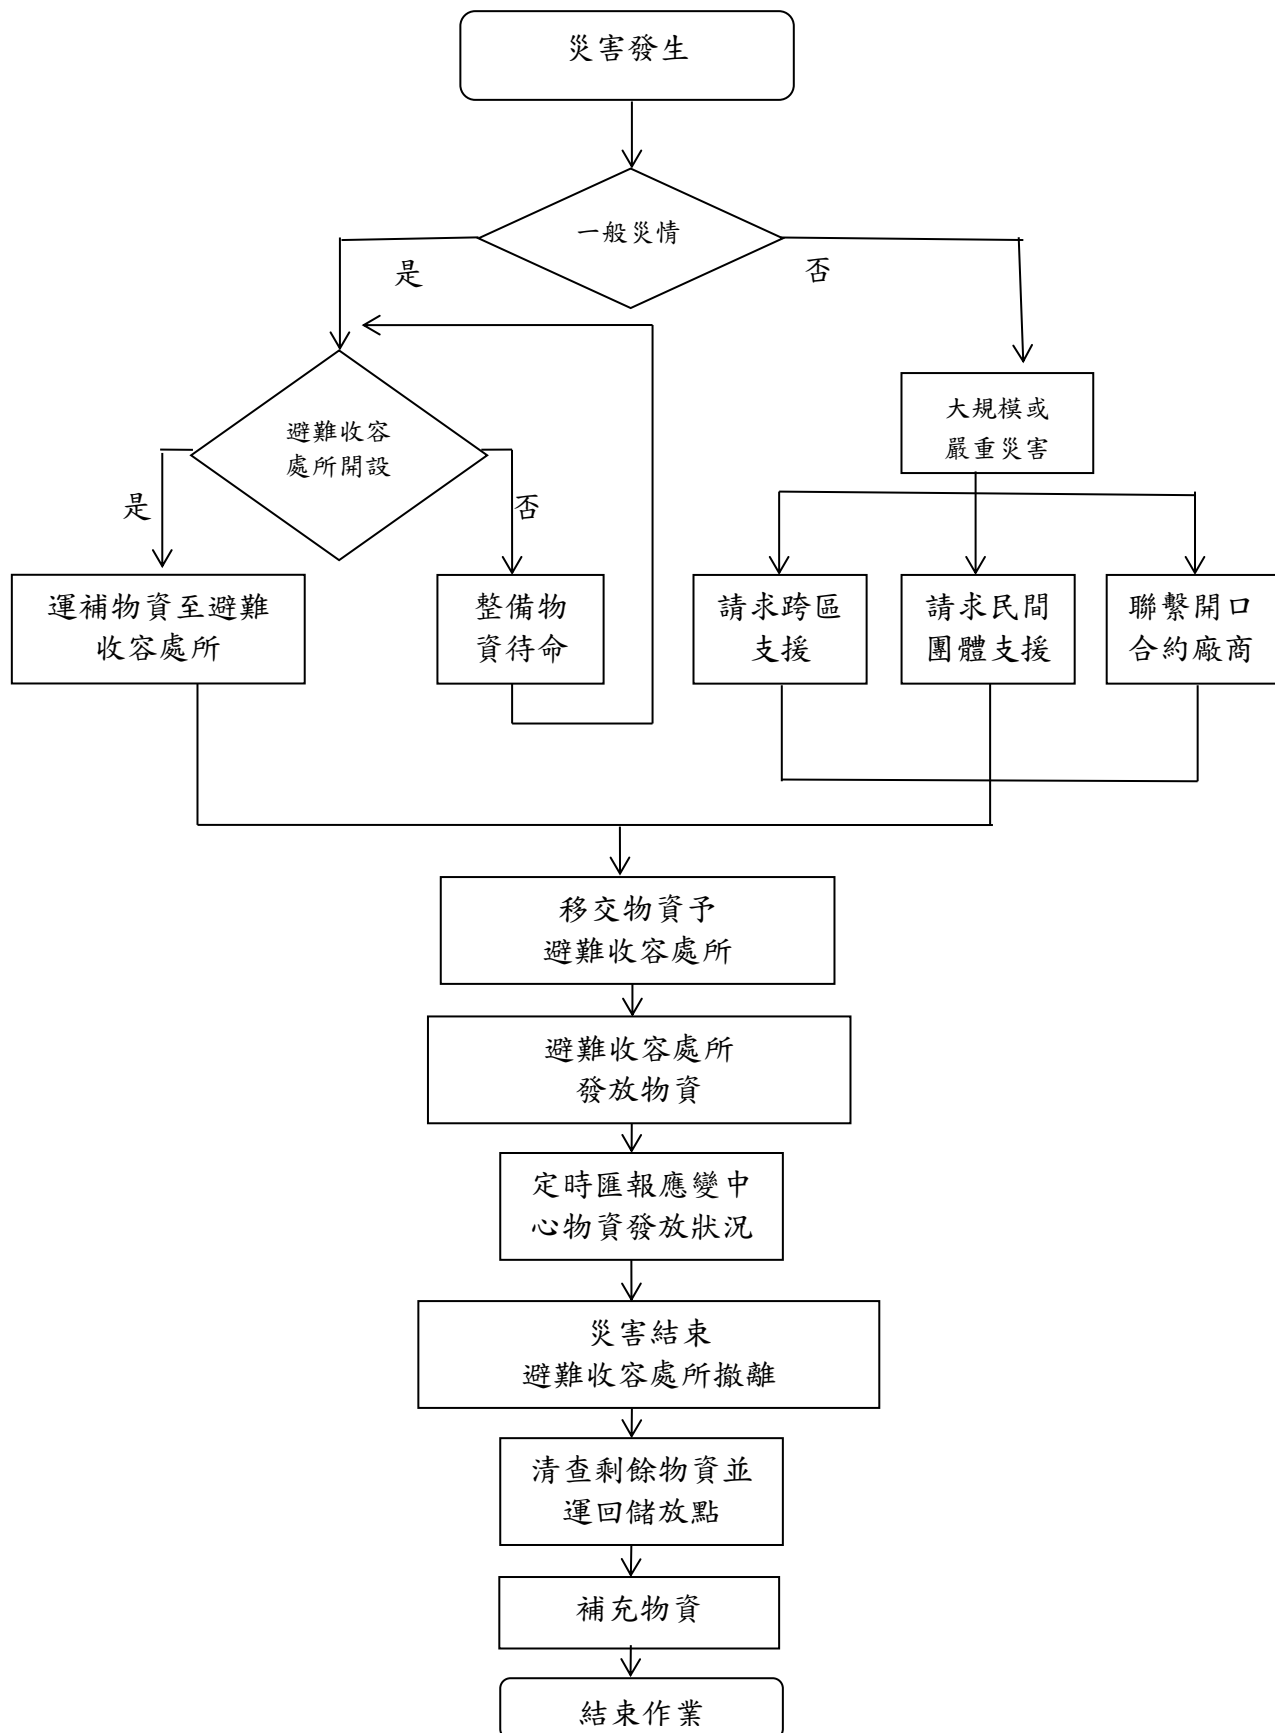 災害發生
一般災情
是
否
避難收容
處所開設
大規模或
嚴重災害
是
否
運補物資至避難
收容處所
整備物
資待命
請求跨區
支援
請求民間
團體支援
聯繫開口
合約廠商
移交物資予
避難收容處所
避難收容處所
發放物資
定時匯報應變中
心物資發放狀況
災害結束
避難收容處所撤離
清查剩餘物資並
運回儲放點
補充物資
結束作業